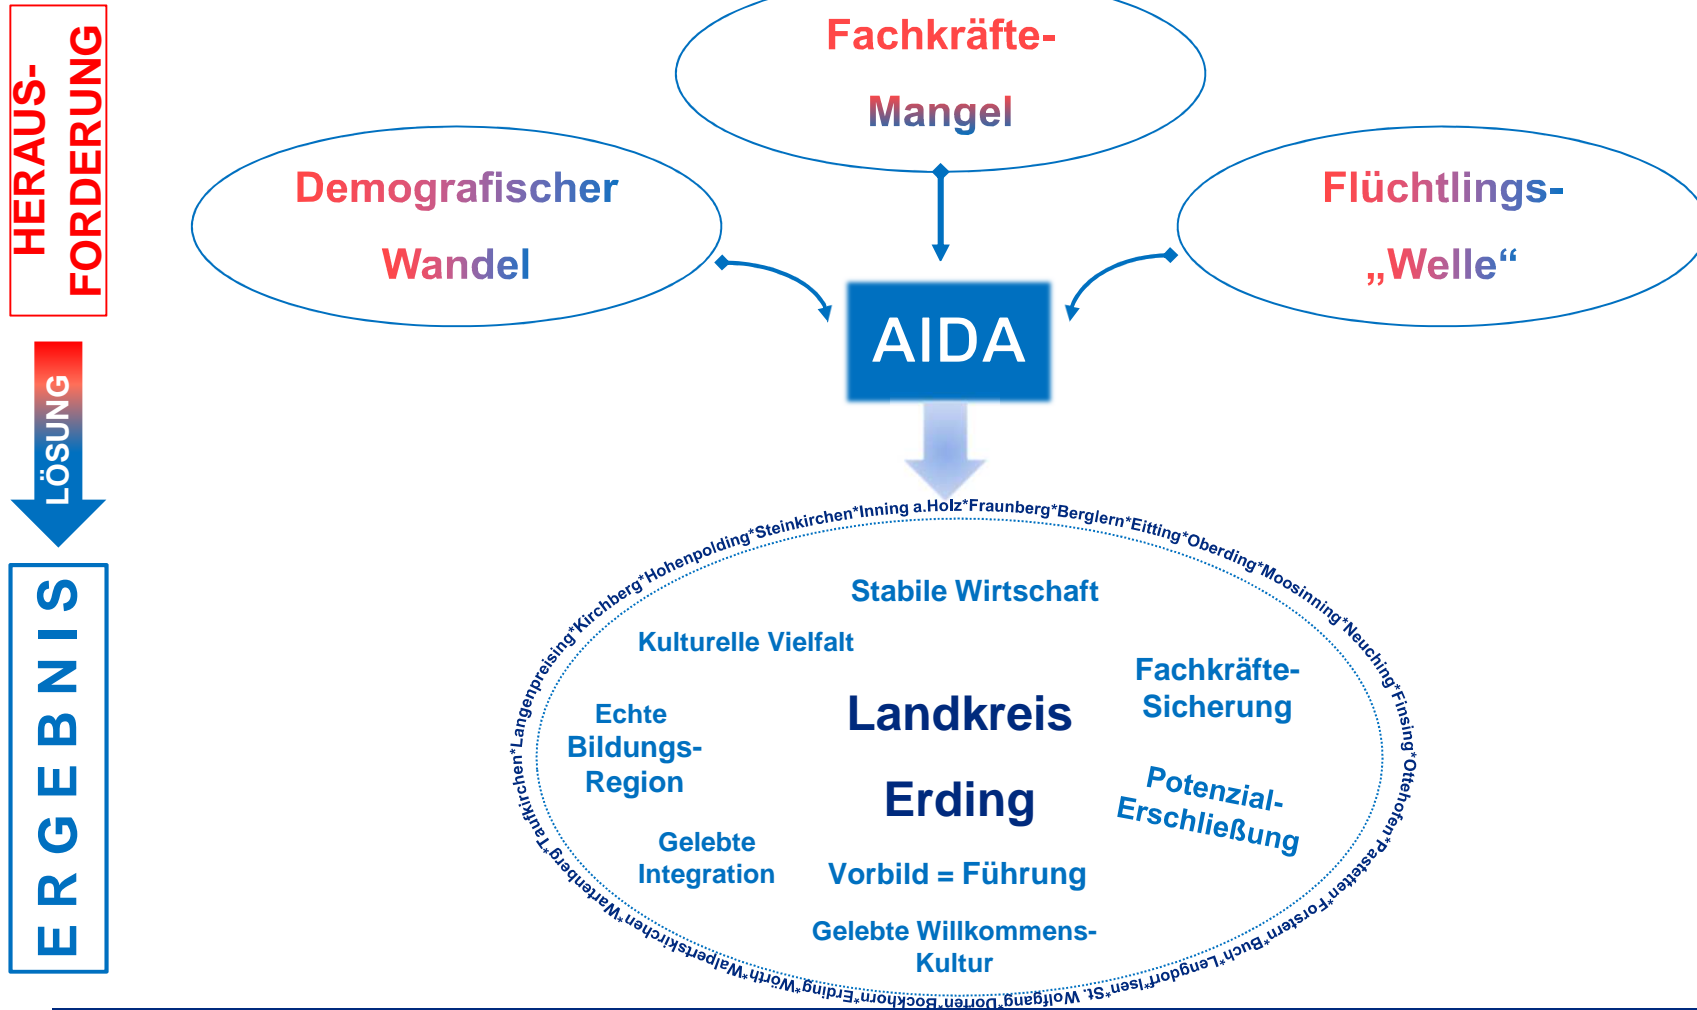 HERAUS-
FORDERUNG
Fachkräfte-
Mangel
Demografischer
Wandel
Flüchtlings-
„Welle“
AIDA
LÖSUNG
ERGEBNIS
*Langenpreising*Kirchberg*Hohenpolding*Steinkirchen*Inning a.Holz*Fraunberg*Berglern*Eitting*Oberding*Moosinning*Neuching*Finsing*Ottehofen*Pastetten*Forstern*Buch*Lengdorf*Isen*St. Wolfgang*Dorfen*Bockhorn*Erding*Wörth*Walpertskirchen*Wartenberg*Taufkirchen
Stabile Wirtschaft
Kulturelle Vielfalt
Fachkräfte-
Sicherung
Landkreis
Erding
Echte
Bildungs-
Region
Potenzial-
Erschließung
Gelebte
Integration
Vorbild = Führung
Gelebte Willkommens-
Kultur